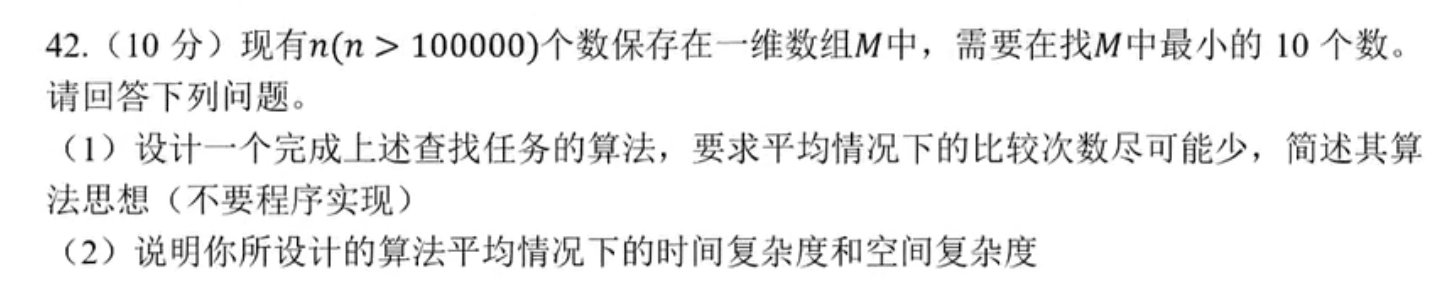 42.（10 分）现有n(n > 100000)个数保存在一维数组M中，需要在找M中最小的 10 个数。
请回答下列问题。
（1）设计一个完成上述查找任务的算法，要求平均情况下的比较次数尽可能少，简述其算
法思想（不要程序实现）
（2）说明你所设计的算法平均情况下的时间复杂度和空间复杂度